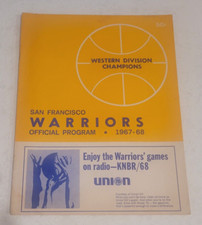 WESTERN DIVISION
CHAMPIONS
SAN FRANCISCO
WARRIORS
OFFICIAL PROGRAM • 1967-68
Enjoy the Warriors' games
on radio—KNBR/68
union